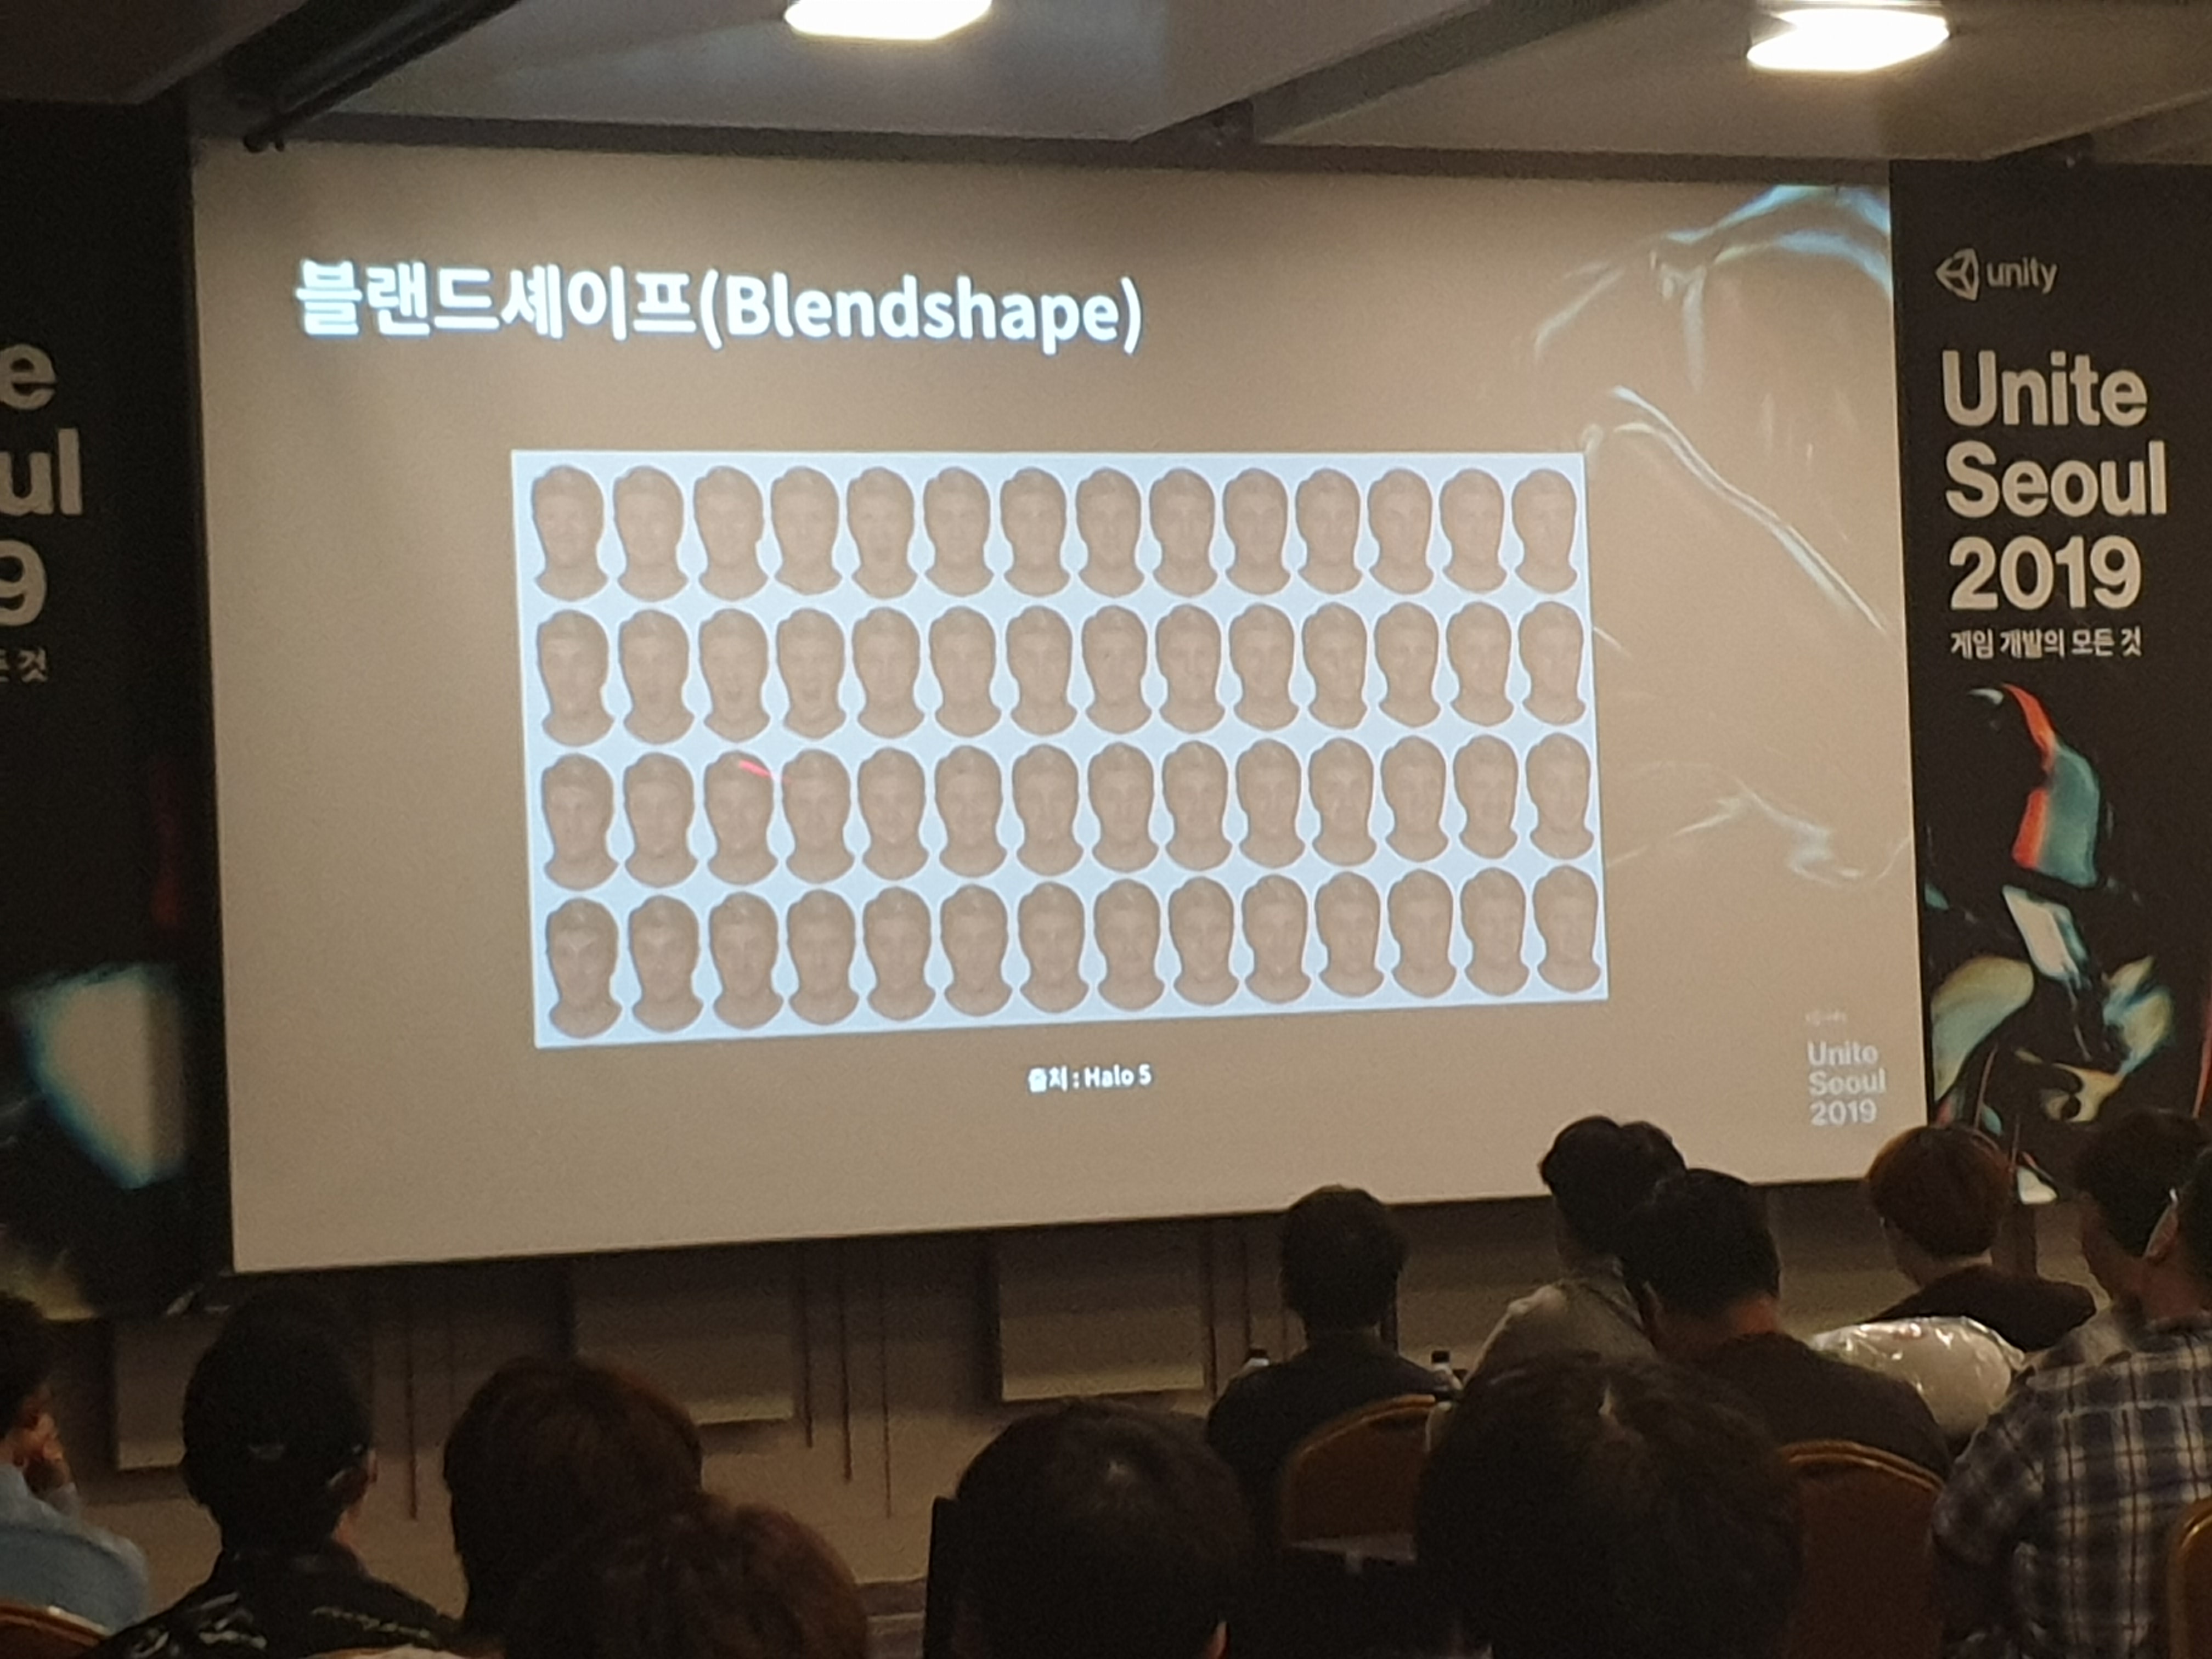 블랜드셰이프(Blendshape)
출처 : Halo 5
Unite
Seoul
2019
unity
Unite
Seoul
2019
게임 개발의 모든 것
e
ul
9
든 것